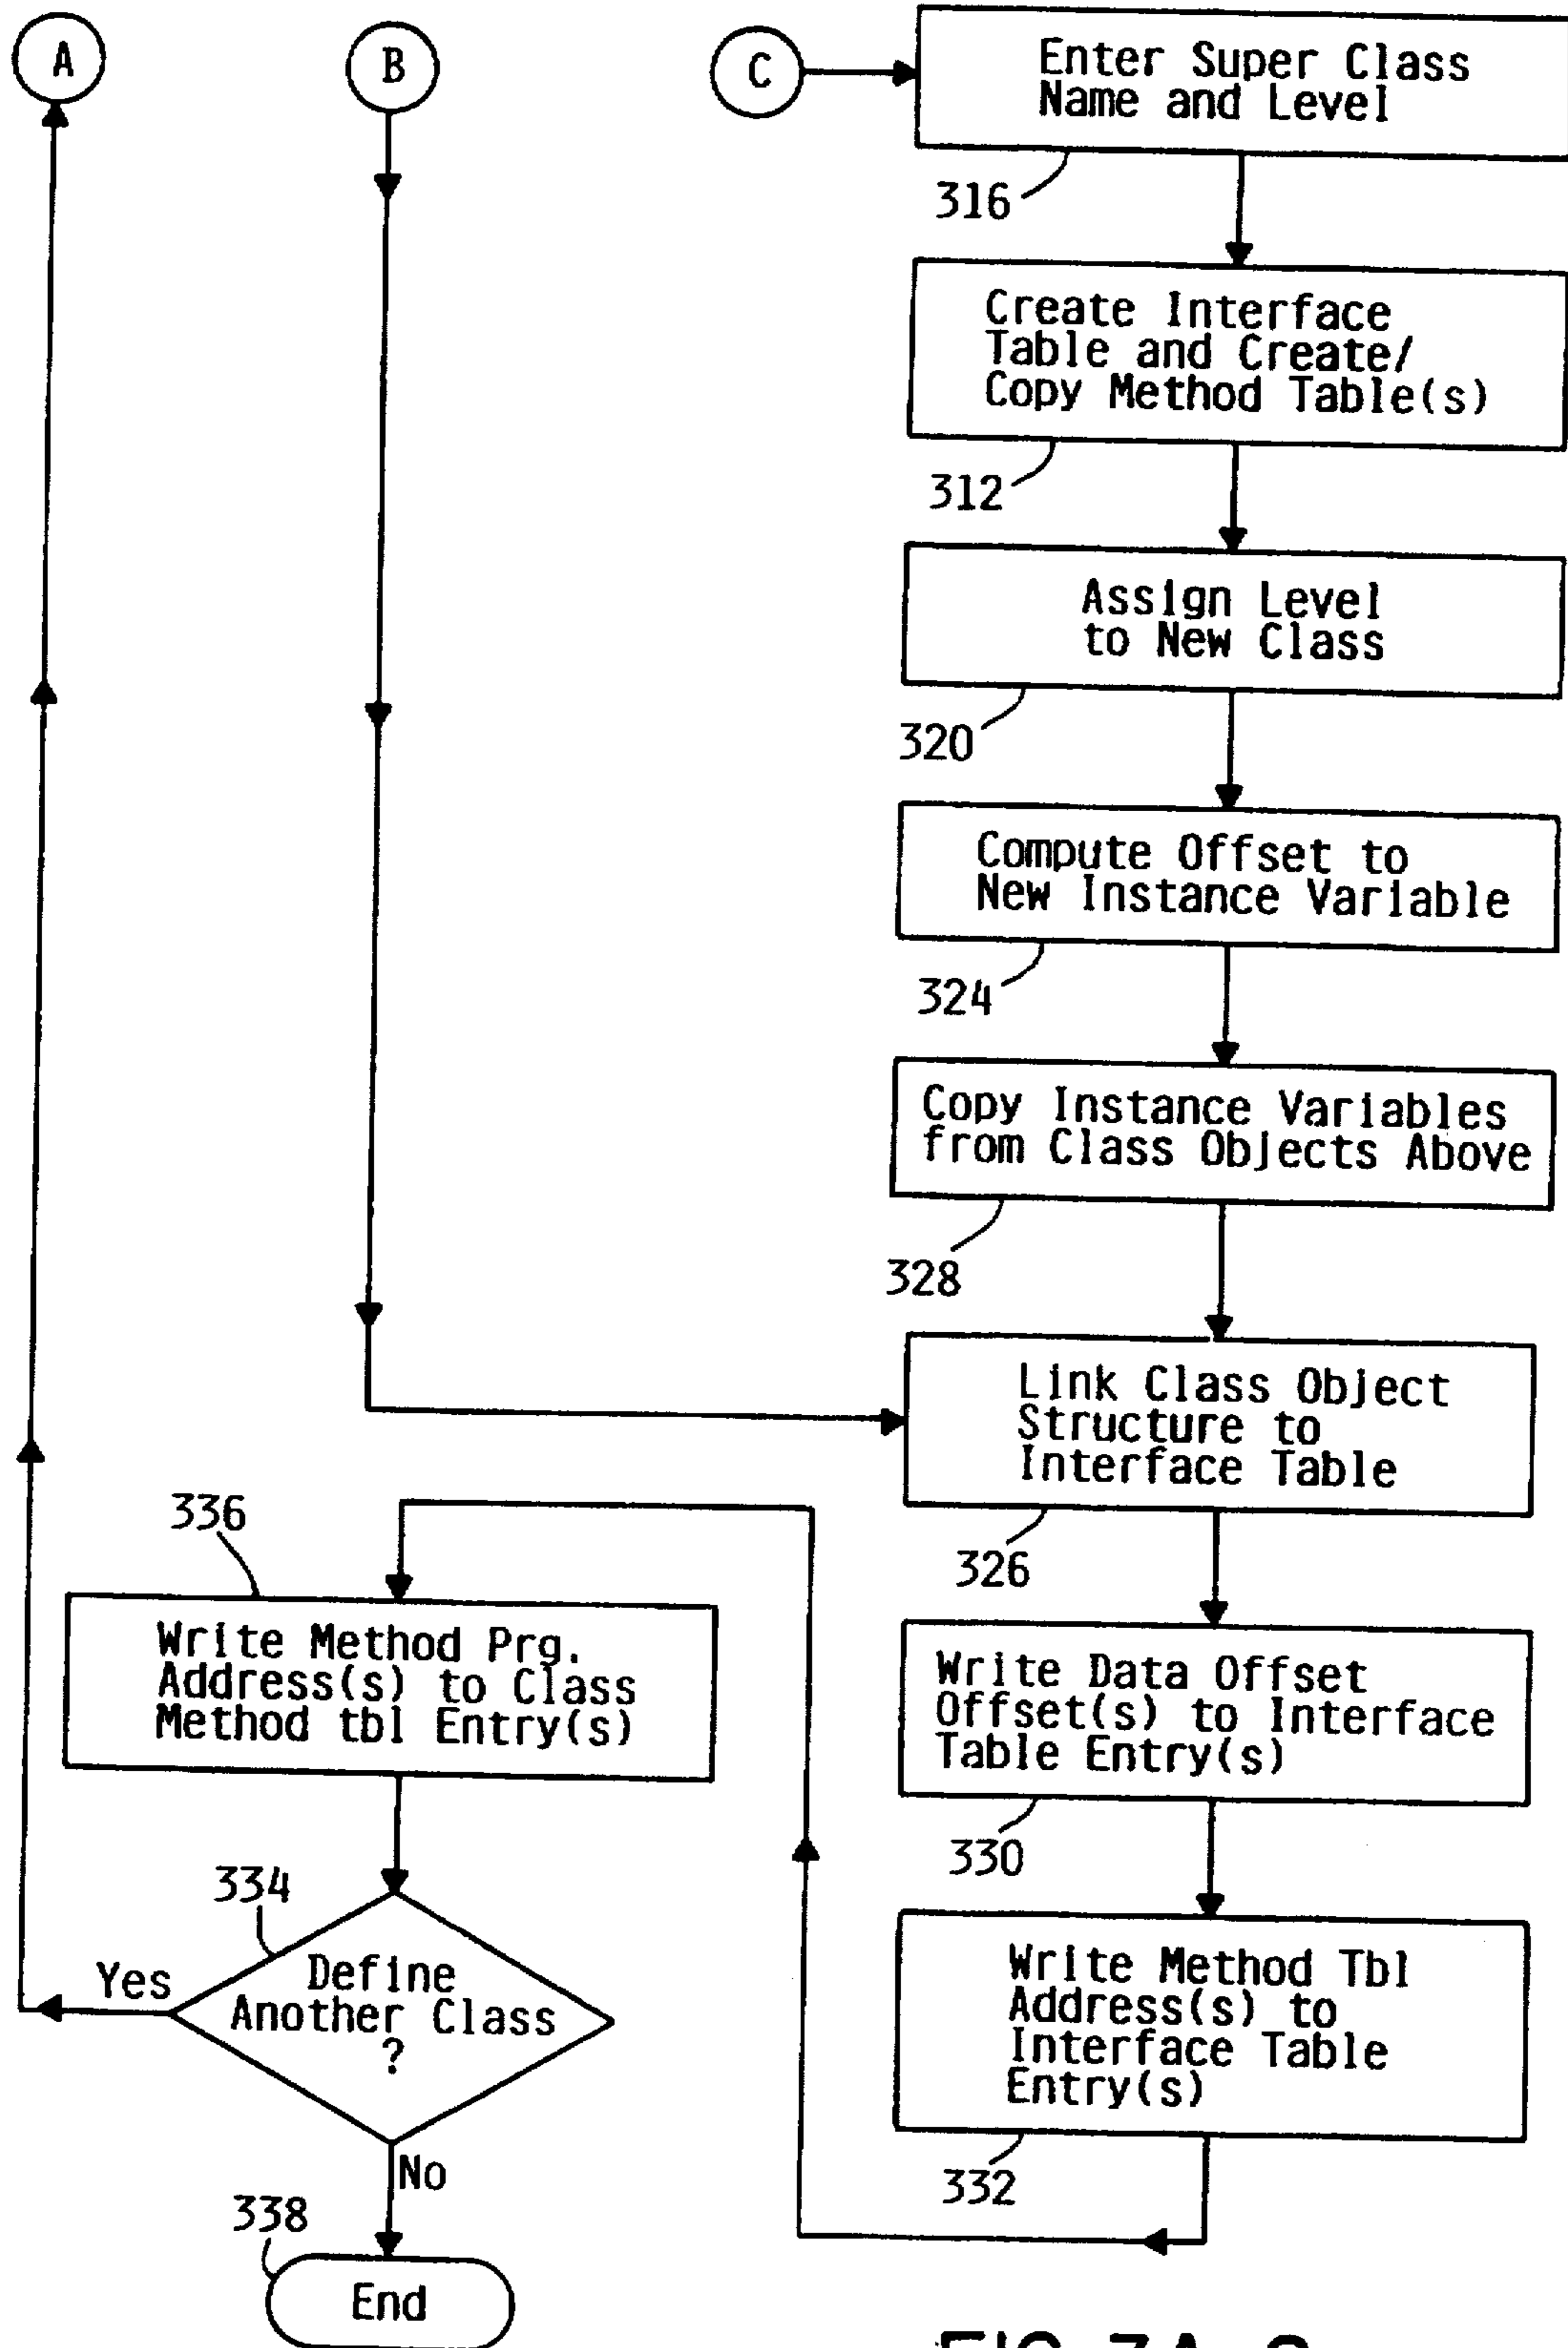 A
B
C
Enter Super Class
Name and Level
316
Create Interface
Table and Create/
Copy Method Table(s)
312
Assign Level
to New Class
320
Compute Offset to
New Instance Variable
324
Copy Instance Variables
from Class Objects Above
328
Link Class Object
Structure to
Interface Table
326
Write Data Offset
Offset(s) to Interface
Table Entry(s)
330
Write Method Tbl
Address(s) to
Interface Table
Entry(s)
332
336
Write Method Prg.
Address(s) to Class
Method tbl Entry(s)
334
Define
Another Class
?
Yes
No
338
End